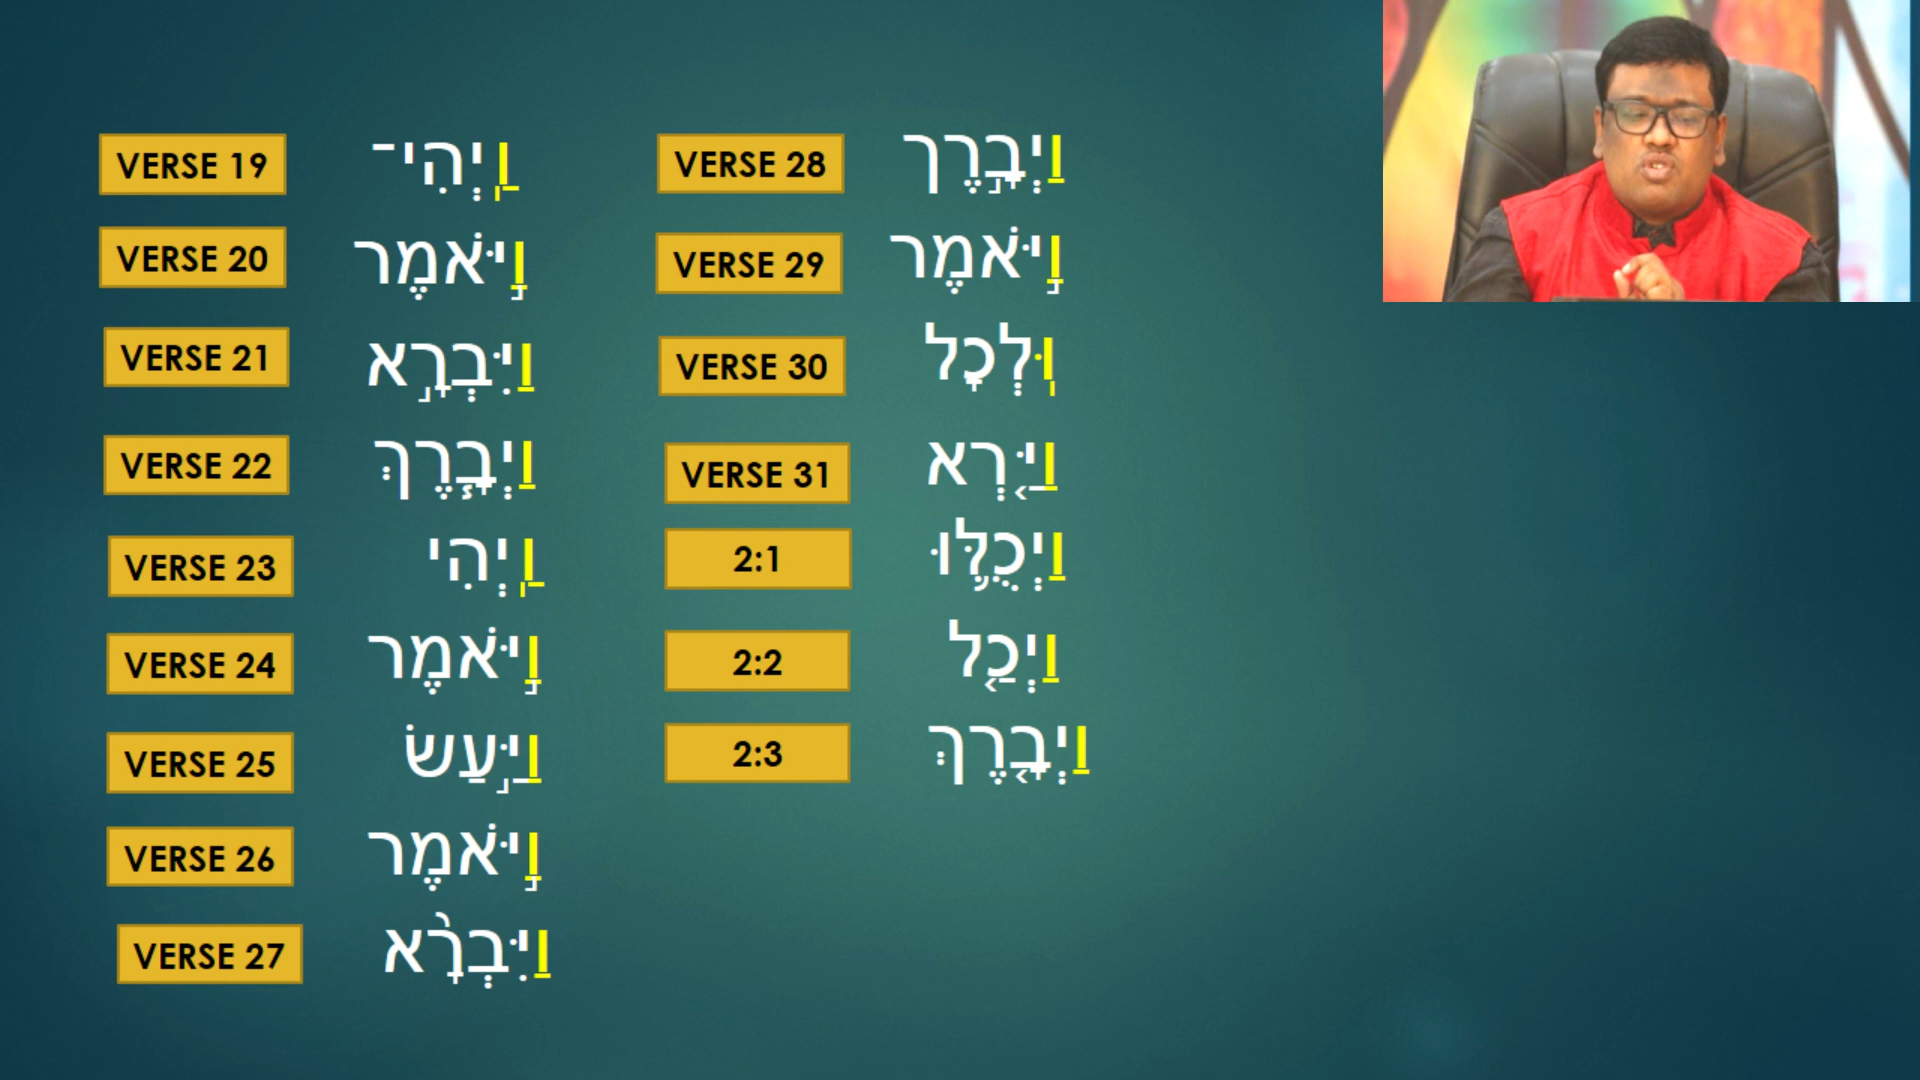 VERSE 19 וַֽיְהִי־
VERSE 20 וַיֹּ֣אמֶר
VERSE 21 וַיִּבְרָ֣א
VERSE 22 וַיְבָ֧רֶךְ
VERSE 23 וַֽיְהִי
VERSE 24 וַיֹּ֣אמֶר
VERSE 25 וַיַּ֣עַשׂ
VERSE 26 וַיֹּ֣אמֶר
VERSE 27 וַיִּבְרָ֨א
VERSE 28 וַיְבָ֣רֶך
VERSE 29 וַיֹּ֣אמֶר
VERSE 30 וּֽלְכָל
VERSE 31 וַיַּ֤רְא
2:1 וַיְכֻלּ֛וּ
2:2 וַיְכַ֤ל
2:3 וַיְבָ֤רֶךְ